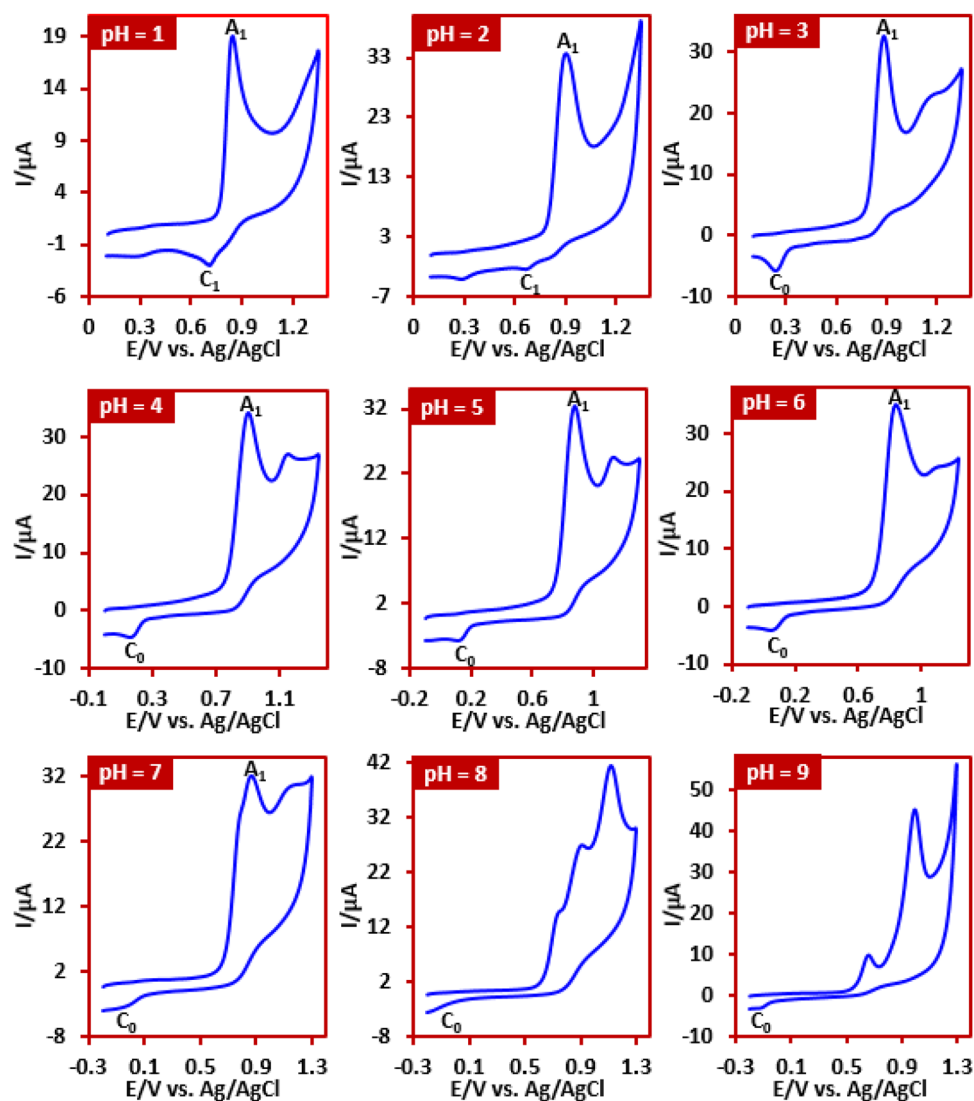 pH = 1
A₁
19
14
9
4
-1
-6
I/µA
C₁
0
0.3
0.6
0.9
1.2
E/V vs. Ag/AgCl
pH = 2
A₁
33
23
13
3
-7
I/µA
C₁
0
0.3
0.6
0.9
1.2
E/V vs. Ag/AgCl
pH = 3
A₁
30
20
10
0
-10
I/µA
C₀
0
0.3
0.6
0.9
1.2
E/V vs. Ag/AgCl
pH = 4
A₁
30
20
10
0
-10
I/µA
C₀
-0.1
0.3
0.7
1.1
E/V vs. Ag/AgCl
pH = 5
A₁
32
22
12
2
-8
I/µA
C₀
-0.2
0.2
0.6
1
E/V vs. Ag/AgCl
pH = 6
A₁
30
20
10
0
-10
I/µA
C₀
-0.2
0.2
0.6
1
E/V vs. Ag/AgCl
pH = 7
A₁
32
22
12
2
-8
I/µA
C₀
-0.3
0.1
0.5
0.9
1.3
E/V vs. Ag/AgCl
pH = 8
42
32
22
12
2
-8
I/µA
C₀
-0.3
0.1
0.5
0.9
1.3
E/V vs. Ag/AgCl
pH = 9
50
40
30
20
10
0
-10
I/µA
C₀
-0.3
0.1
0.5
0.9
1.3
E/V vs. Ag/AgCl